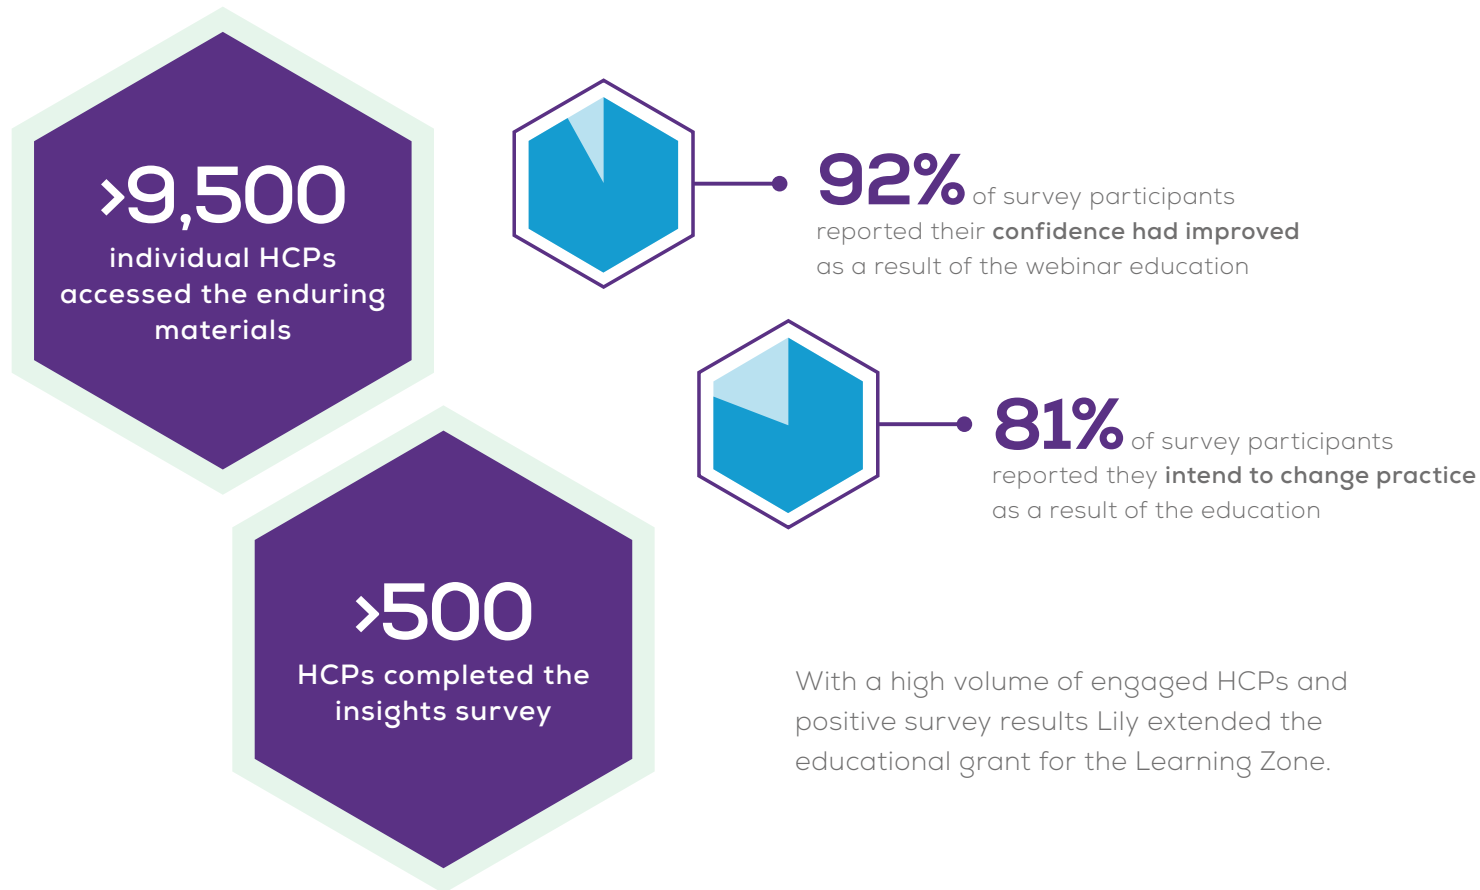 >9,500
individual HCPs
accessed the enduring
materials
92% of survey participants
reported their confidence had improved
as a result of the webinar education
81% of survey participants
reported they intend to change practice
as a result of the education
>500
HCPs completed the
insights survey
With a high volume of engaged HCPs and
positive survey results Lily extended the
educational grant for the Learning Zone.